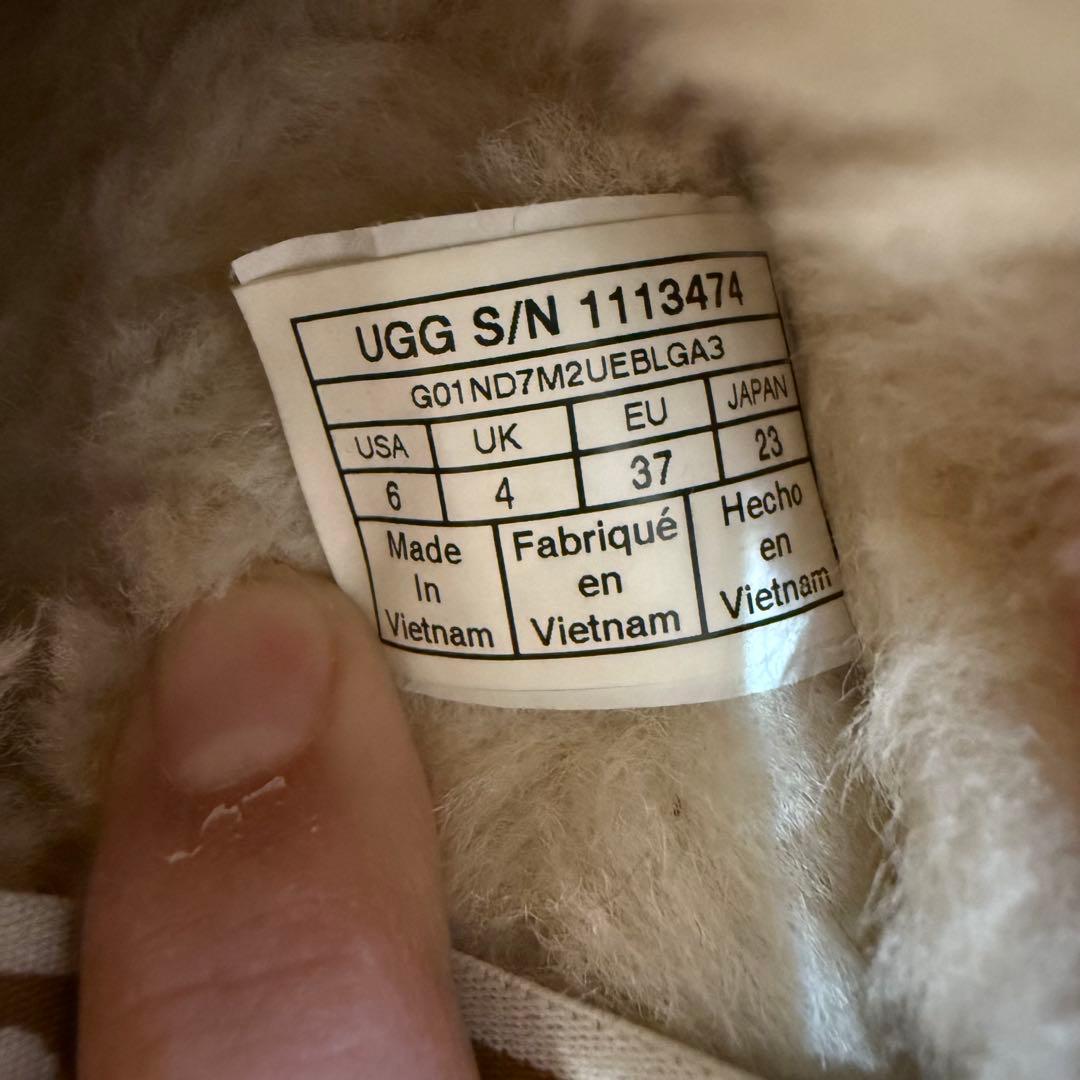 UGG S/N 1113474
G01ND7M2UEBLGA3
USA UK EU JAPAN
6 4 37 23
Made In Vietnam
Fabriqué en Vietnam
Hecho en Vietnam